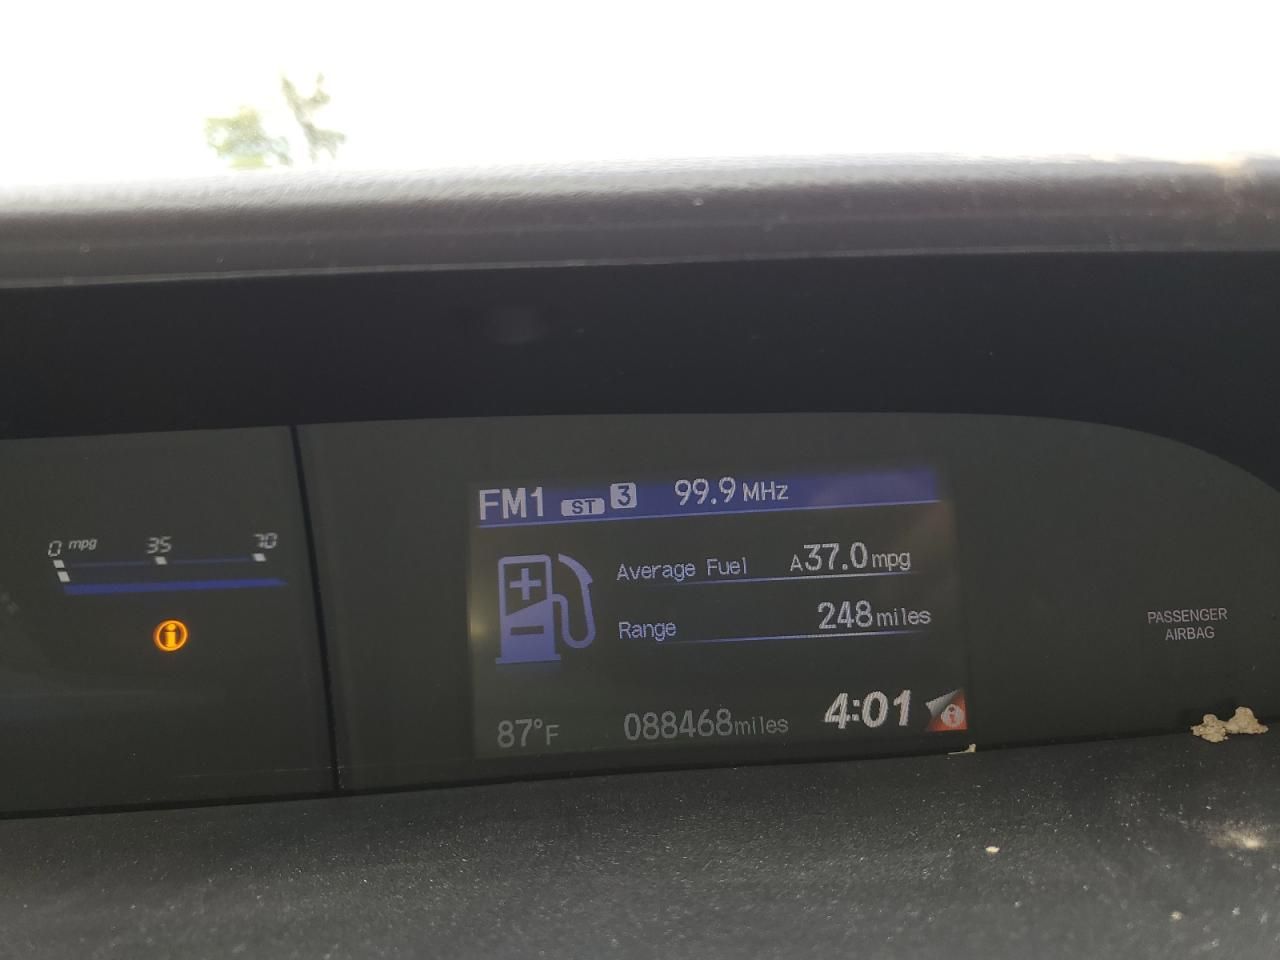 0 mpg 35 70
i
FM1 ST 3 99.9 MHz
Average Fuel A37.0mpg
Range 248miles
87°F 088468miles 4:01 i
PASSENGER
AIRBAG